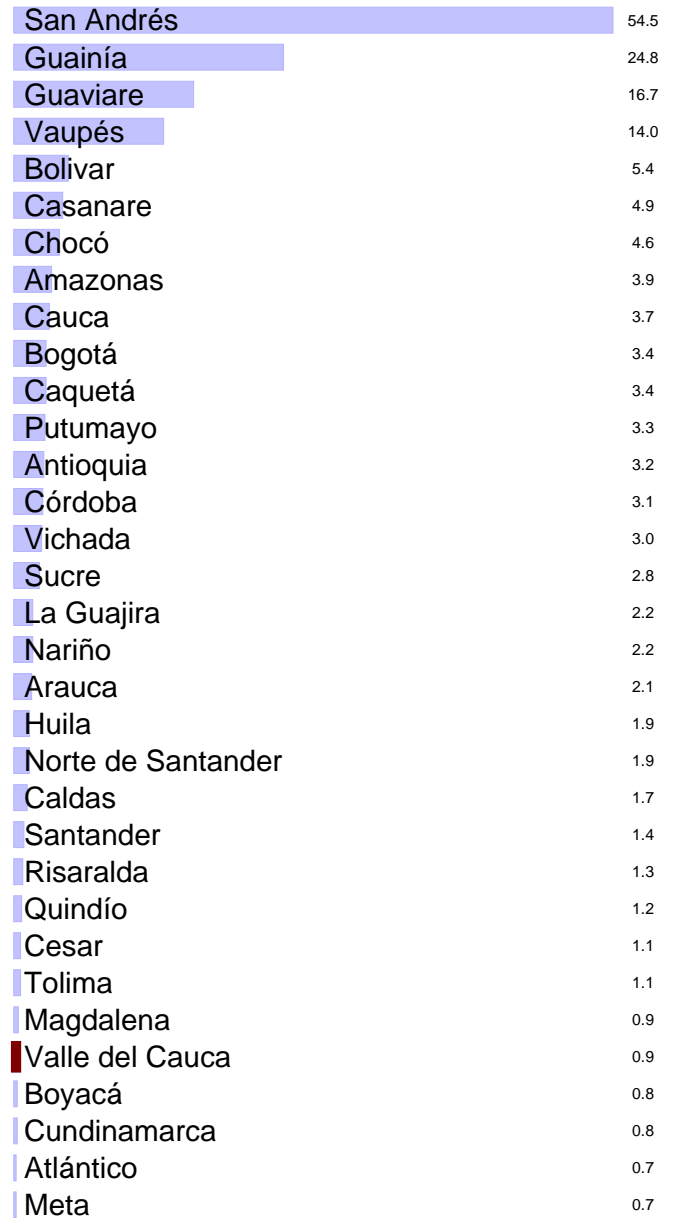 San Andrés 54.5
Guainía 24.8
Guaviare 16.7
Vaupés 14.0
Bolivar 5.4
Casanare 4.9
Chocó 4.6
Amazonas 3.9
Cauca 3.7
Bogotá 3.4
Caquetá 3.4
Putumayo 3.3
Antioquia 3.2
Córdoba 3.1
Vichada 3.0
Sucre 2.8
La Guajira 2.2
Nariño 2.2
Arauca 2.1
Huila 1.9
Norte de Santander 1.9
Caldas 1.7
Santander 1.4
Risaralda 1.3
Quindío 1.2
Cesar 1.1
Tolima 1.1
Magdalena 0.9
Valle del Cauca 0.9
Boyacá 0.8
Cundinamarca 0.8
Atlántico 0.7
Meta 0.7